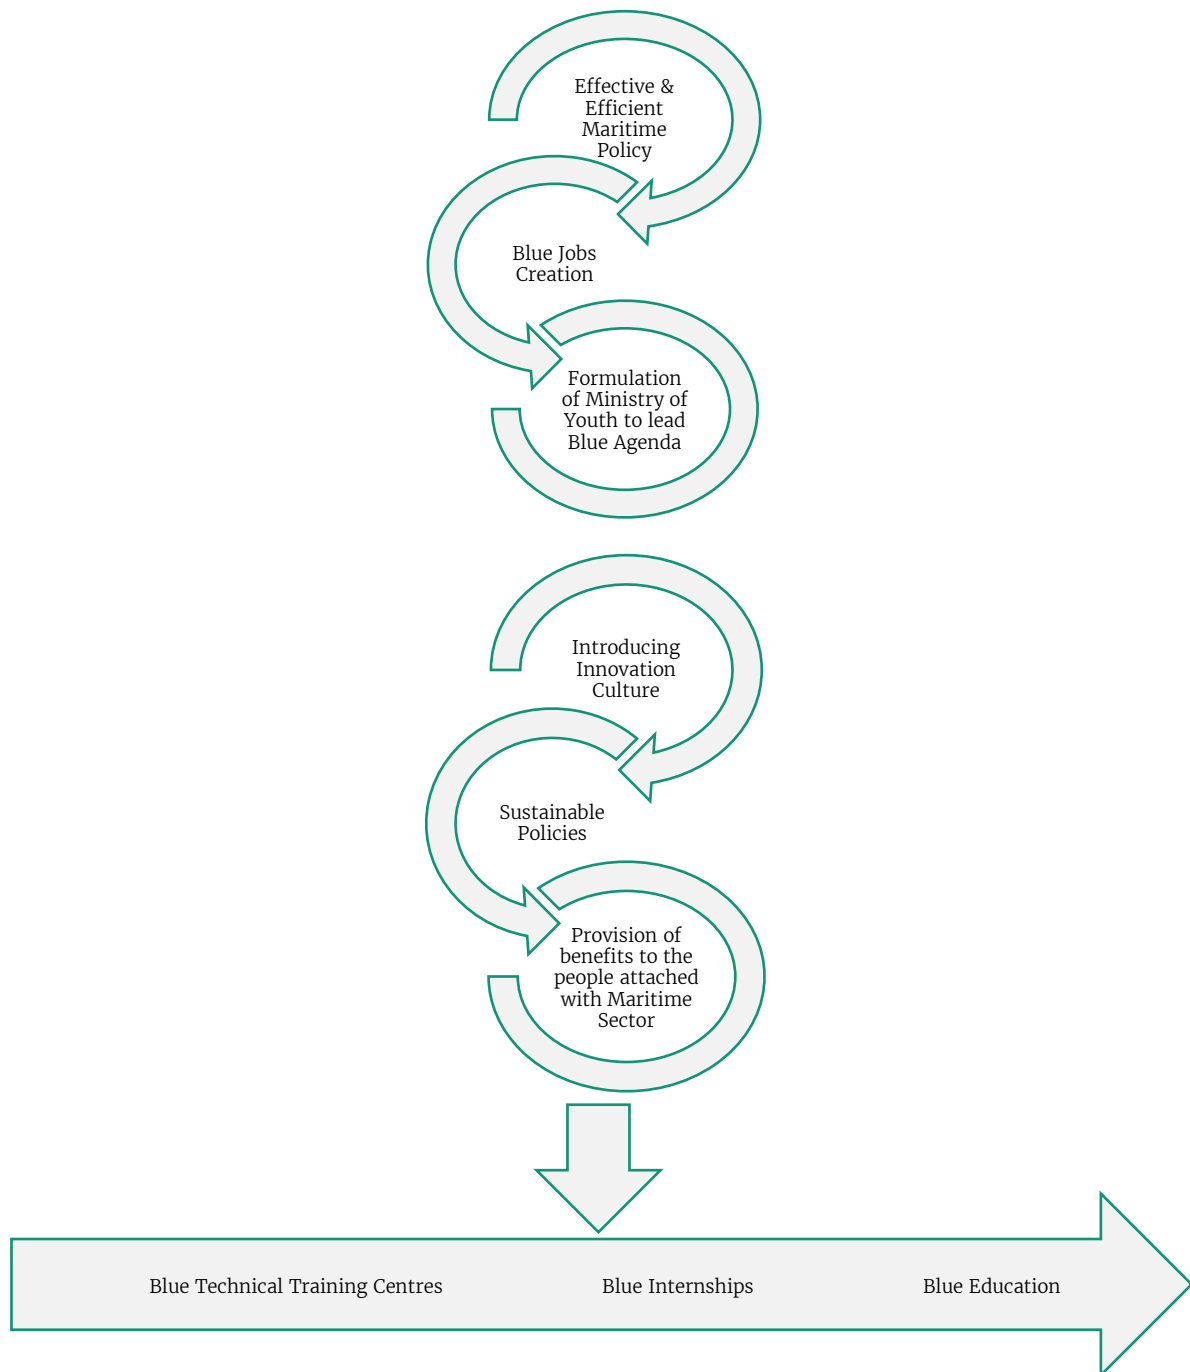 Effective &
Efficient
Maritime
Policy
Blue Jobs
Creation
Formulation
of Ministry of
Youth to lead
Blue Agenda
Introducing
Innovation
Culture
Sustainable
Policies
Provision of
benefits to the
people attached
with Maritime
Sector
Blue Technical Training Centres
Blue Internships
Blue Education